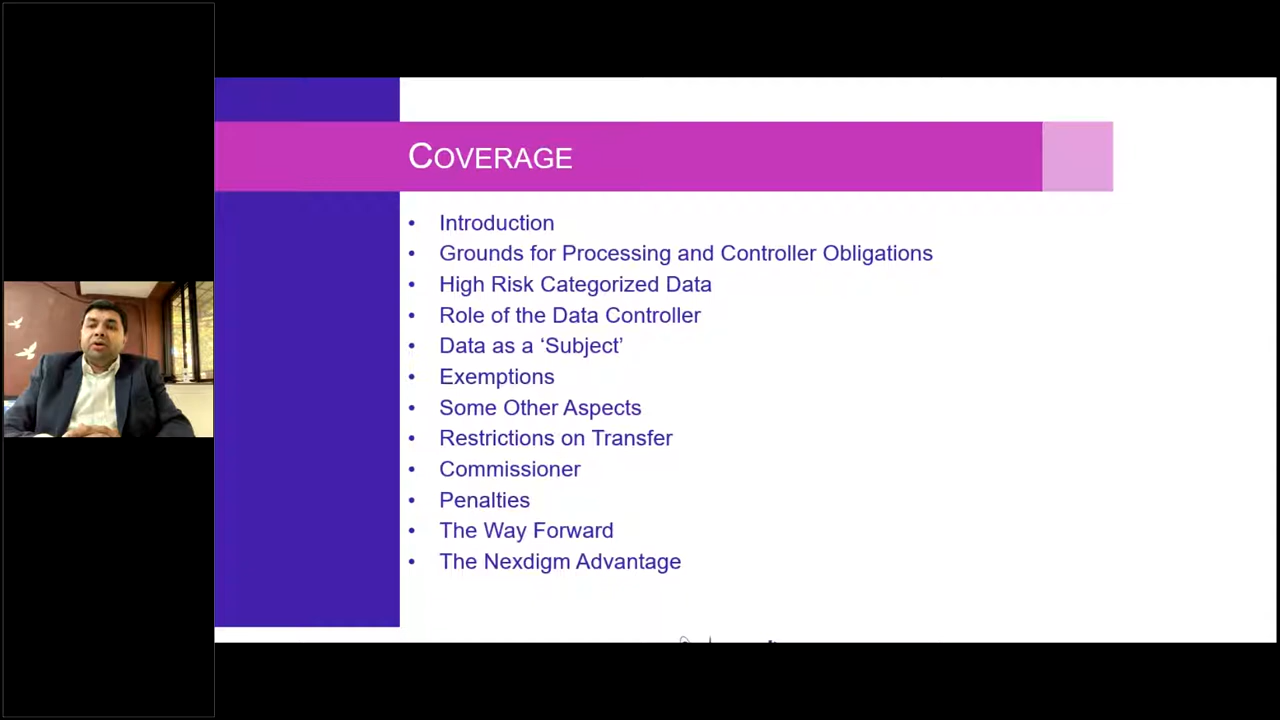 COVERAGE
• Introduction
• Grounds for Processing and Controller Obligations
• High Risk Categorized Data
• Role of the Data Controller
• Data as a ‘Subject’
• Exemptions
• Some Other Aspects
• Restrictions on Transfer
• Commissioner
• Penalties
• The Way Forward
• The Nexdigm Advantage